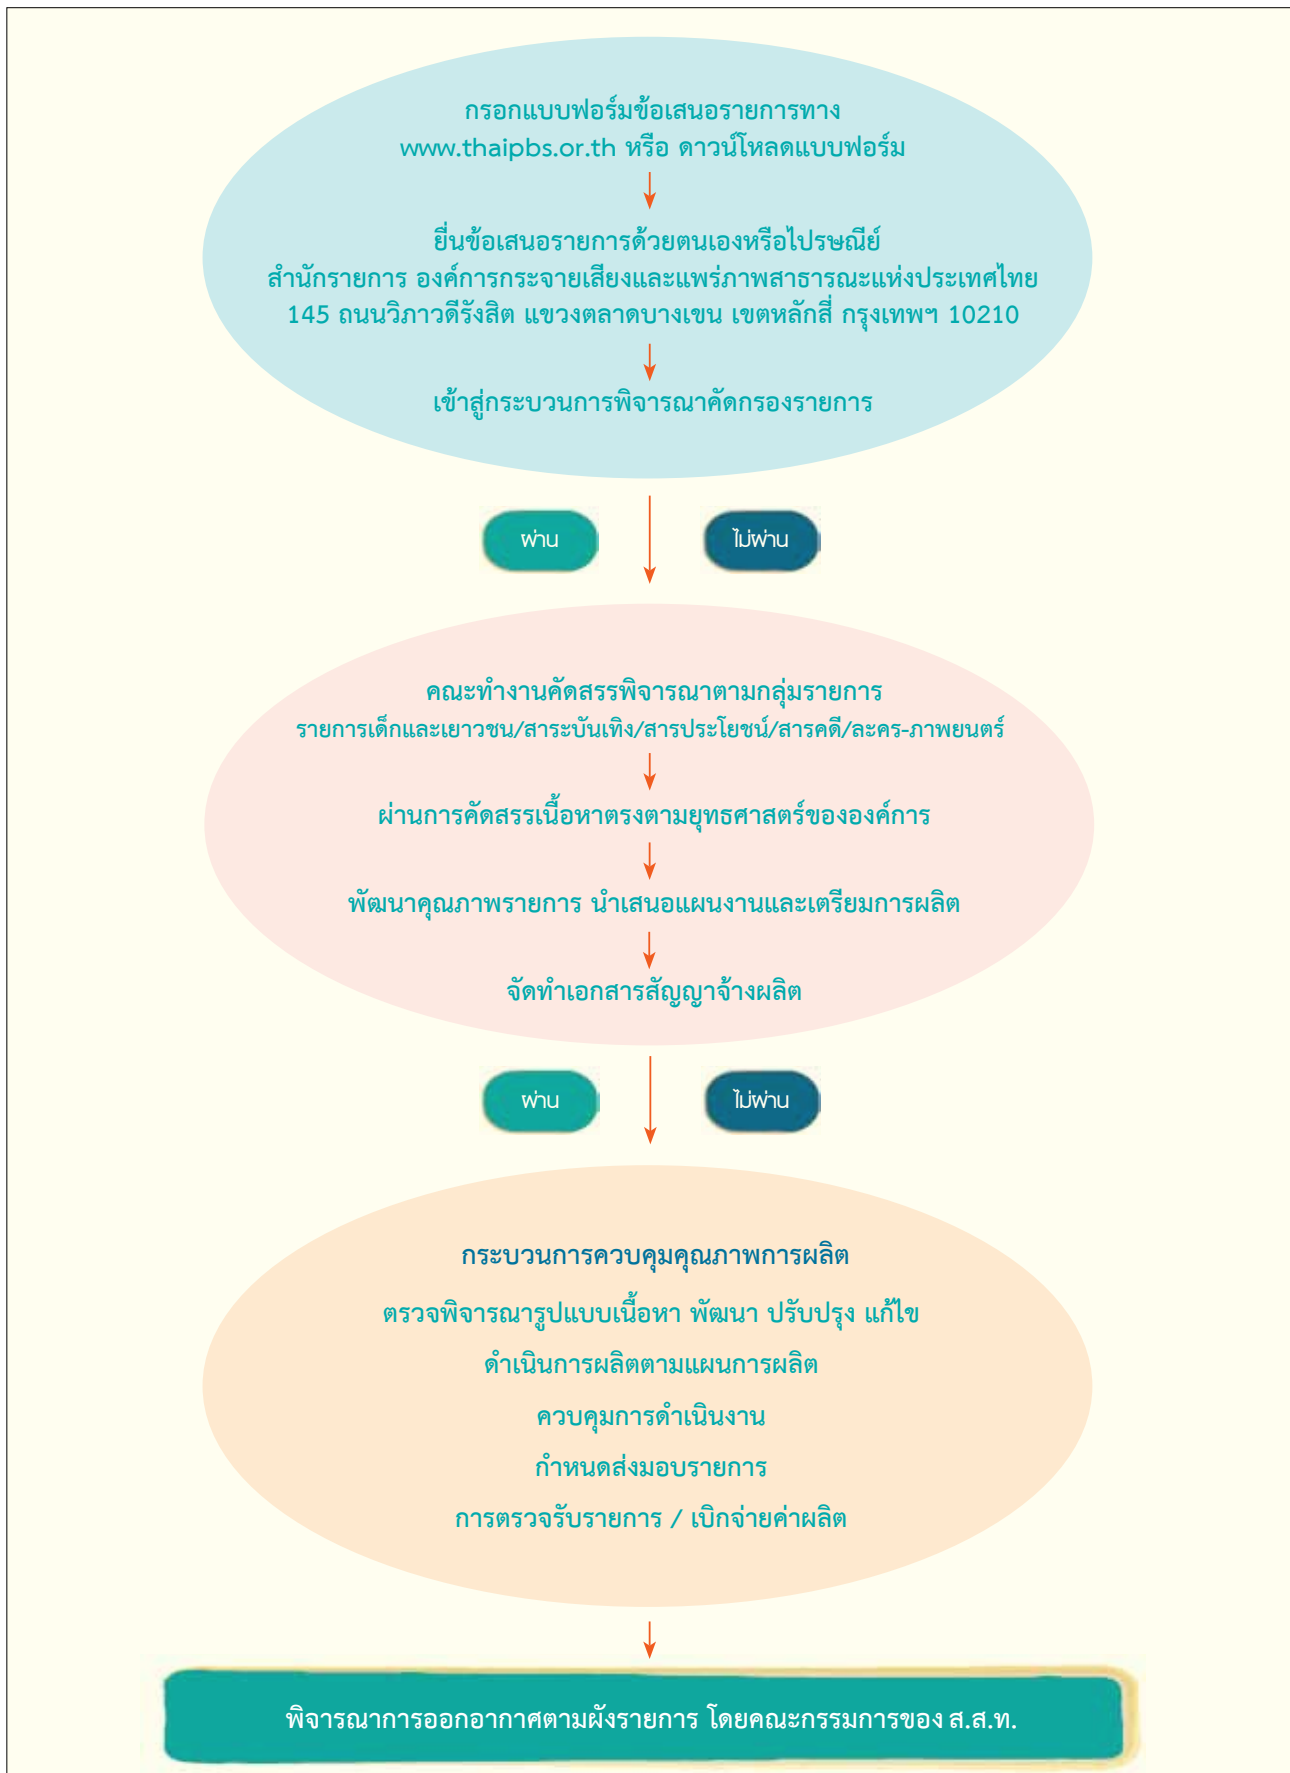 กรอกแบบฟอร์มข้อเสนอรายการทาง
www.thaipbs.or.th หรือ ดาวน์โหลดแบบฟอร์ม
ยื่นข้อเสนอรายการด้วยตนเองหรือไปรษณีย์
สำนักรายการ องค์การกระจายเสียงและแพร่ภาพสาธารณะแห่งประเทศไทย
145 ถนนวิภาวดีรังสิต แขวงตลาดบางเขน เขตหลักสี่ กรุงเทพฯ 10210
เข้าสู่กระบวนการพิจารณาคัดกรองรายการ
ผ่าน ไม่ผ่าน
คณะทำงานคัดสรรพิจารณาตามกลุ่มรายการ
รายการเด็กและเยาวชน/สาระบันเทิง/สารประโยชน์/สารคดี/ละคร-ภาพยนตร์
ผ่านการคัดสรรเนื้อหาตรงตามยุทธศาสตร์ขององค์การ
พัฒนาคุณภาพรายการ นำเสนอแผนงานและเตรียมการผลิต
จัดทำเอกสารสัญญาจ้างผลิต
ผ่าน ไม่ผ่าน
กระบวนการควบคุมคุณภาพการผลิต
ตรวจพิจารณารูปแบบเนื้อหา พัฒนา ปรับปรุง แก้ไข
ดำเนินการผลิตตามแผนการผลิต
ควบคุมการดำเนินงาน
กำหนดส่งมอบรายการ
การตรวจรับรายการ / เบิกจ่ายค่าผลิต
พิจารณาการออกอากาศตามผังรายการ โดยคณะกรรมการของ ส.ส.ท.